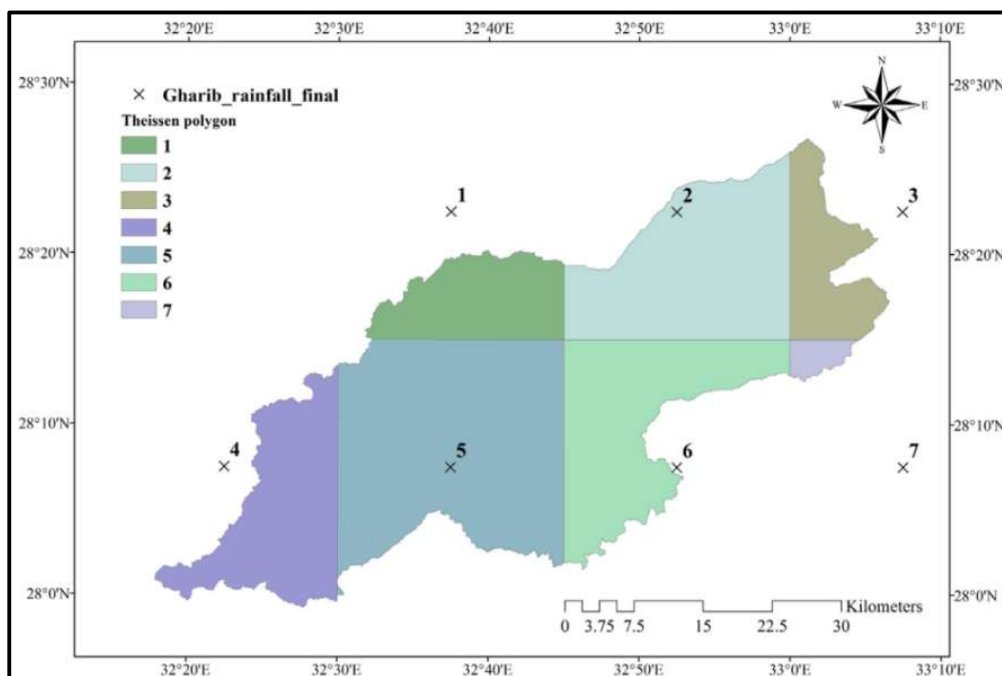 32°20'E 32°30'E 32°40'E 32°50'E 33°0'E 33°10'E
28°30'N 28°30'N
N
W E
S
Gharib_rainfall_final
Theissen polygon
1
2
3
4
5
6
7
1 2 3
28°20'N 28°20'N
28°10'N 28°10'N
4 5 6 7
28°0'N 28°0'N
Kilometers
0 3.75 7.5 15 22.5 30
32°20'E 32°30'E 32°40'E 32°50'E 33°0'E 33°10'E